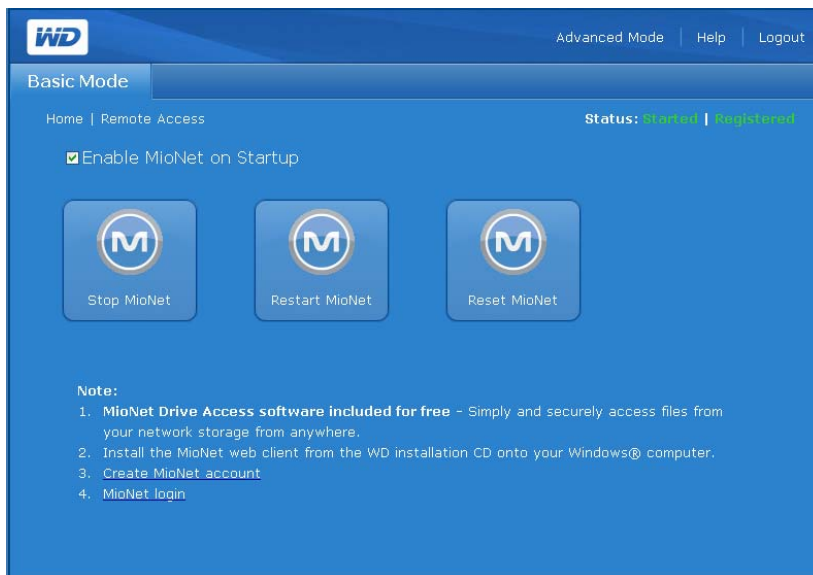 WD
Advanced Mode | Help | Logout
Basic Mode
Home | Remote Access
Status: Started | Registered
Enable MioNet on Startup
M
M
M
Stop MioNet
Restart MioNet
Reset MioNet
Note:
1. MioNet Drive Access software included for free - Simply and securely access files from
your network storage from anywhere.
2. Install the MioNet web client from the WD installation CD onto your Windows® computer.
3. Create MioNet account
4. MioNet login